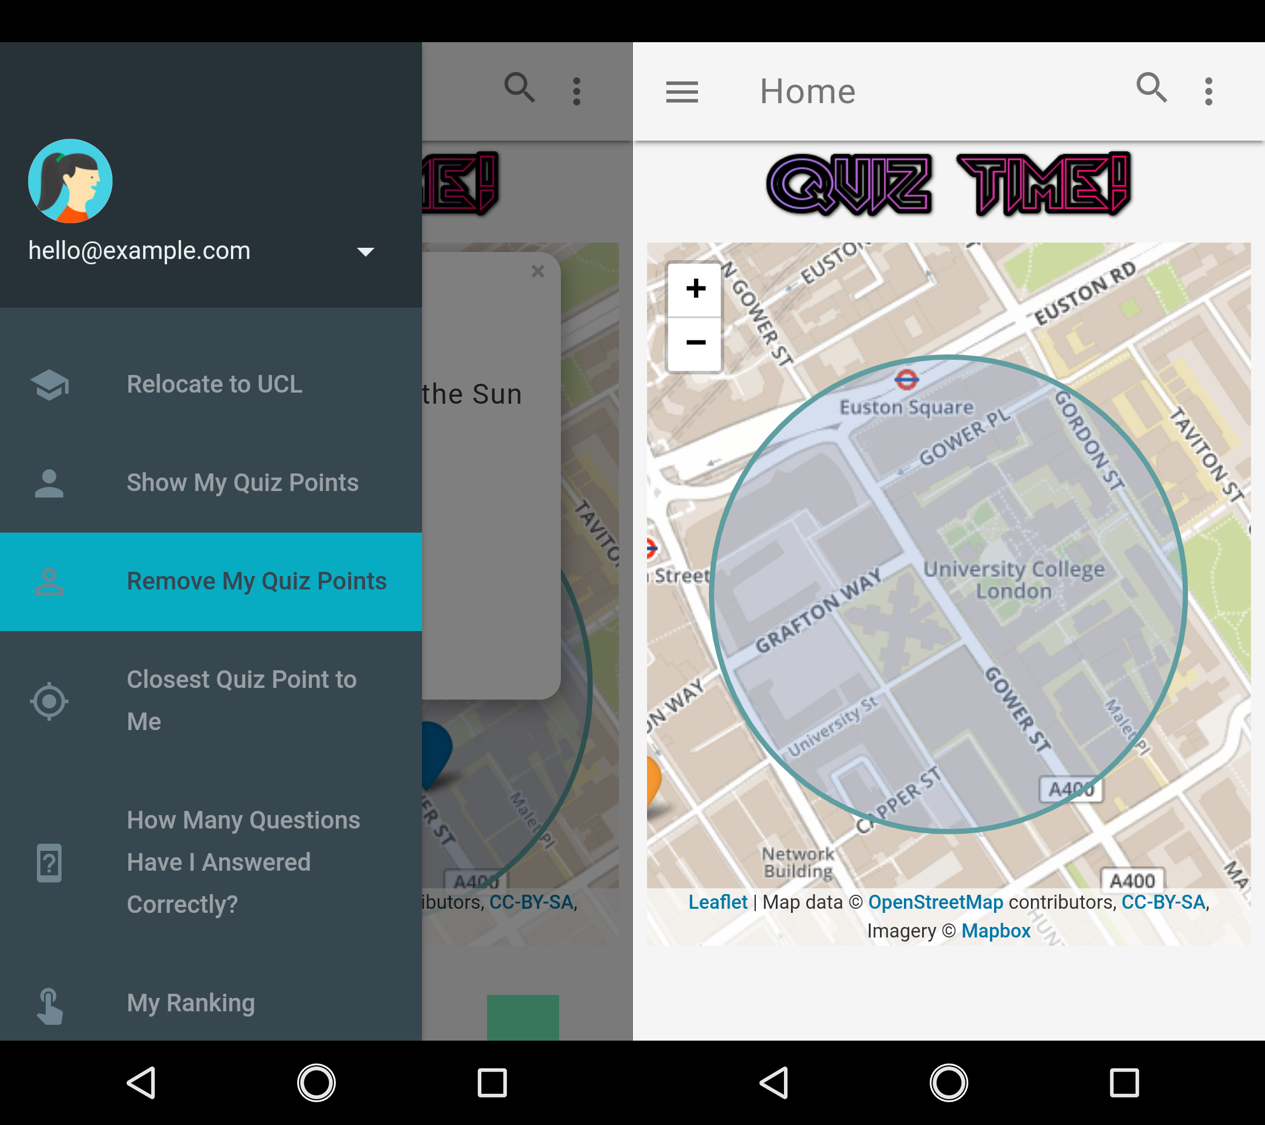 ME!
hello@example.com
×
Relocate to UCL
the Sun
Show My Quiz Points
Remove My Quiz Points
Closest Quiz Point to
Me
How Many Questions
Have I Answered
Correctly?
My Ranking
TAVITO
ER ST
Malet Pl
A400
ibutors, CC-BY-SA,
Home
QUIZ TIME!
+
−
N GOWER ST
EUSTON
EUSTON RD
Euston Square
GOWER PL
GORDON ST
TAVITON ST
Street
University College
London
GRAFTON WAY
ON WAY
GOWER ST
University St
Malet Pl
CAPPER ST
A400
Network
Building
A400
MA
HUNT
Leaflet | Map data © OpenStreetMap contributors, CC-BY-SA,
Imagery © Mapbox